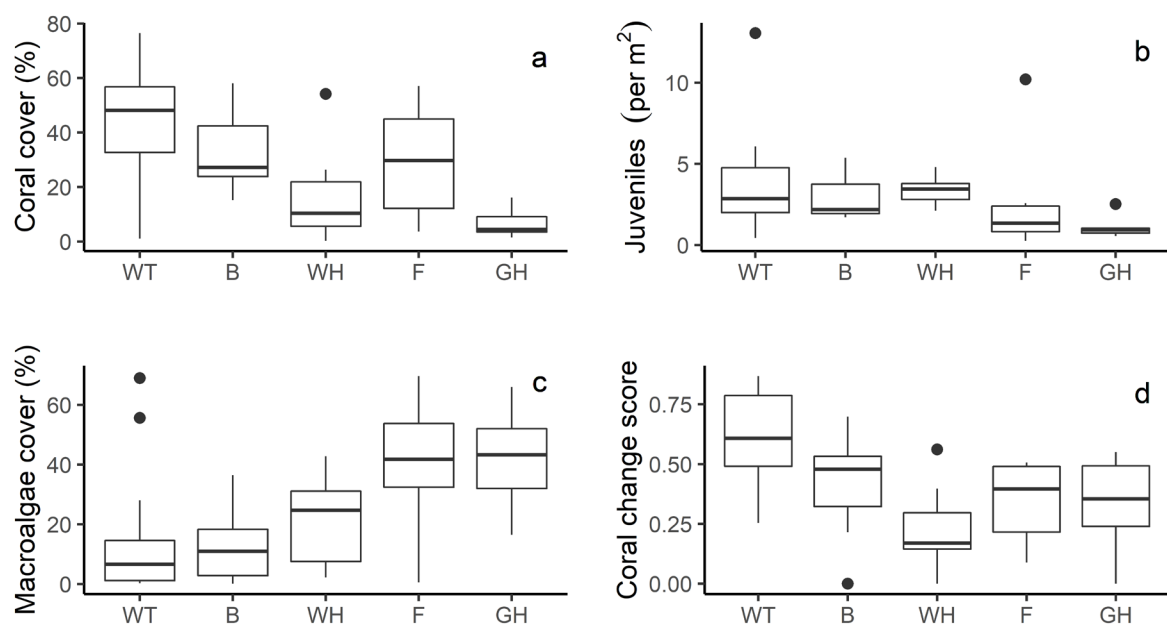 Coral cover (%)
80
60
40
20
0
a
WT B WH F GH
Juveniles (per m²)
10
5
0
b
WT B WH F GH
Macroalgae cover (%)
60
40
20
0
c
WT B WH F GH
Coral change score
0.75
0.50
0.25
0.00
d
WT B WH F GH